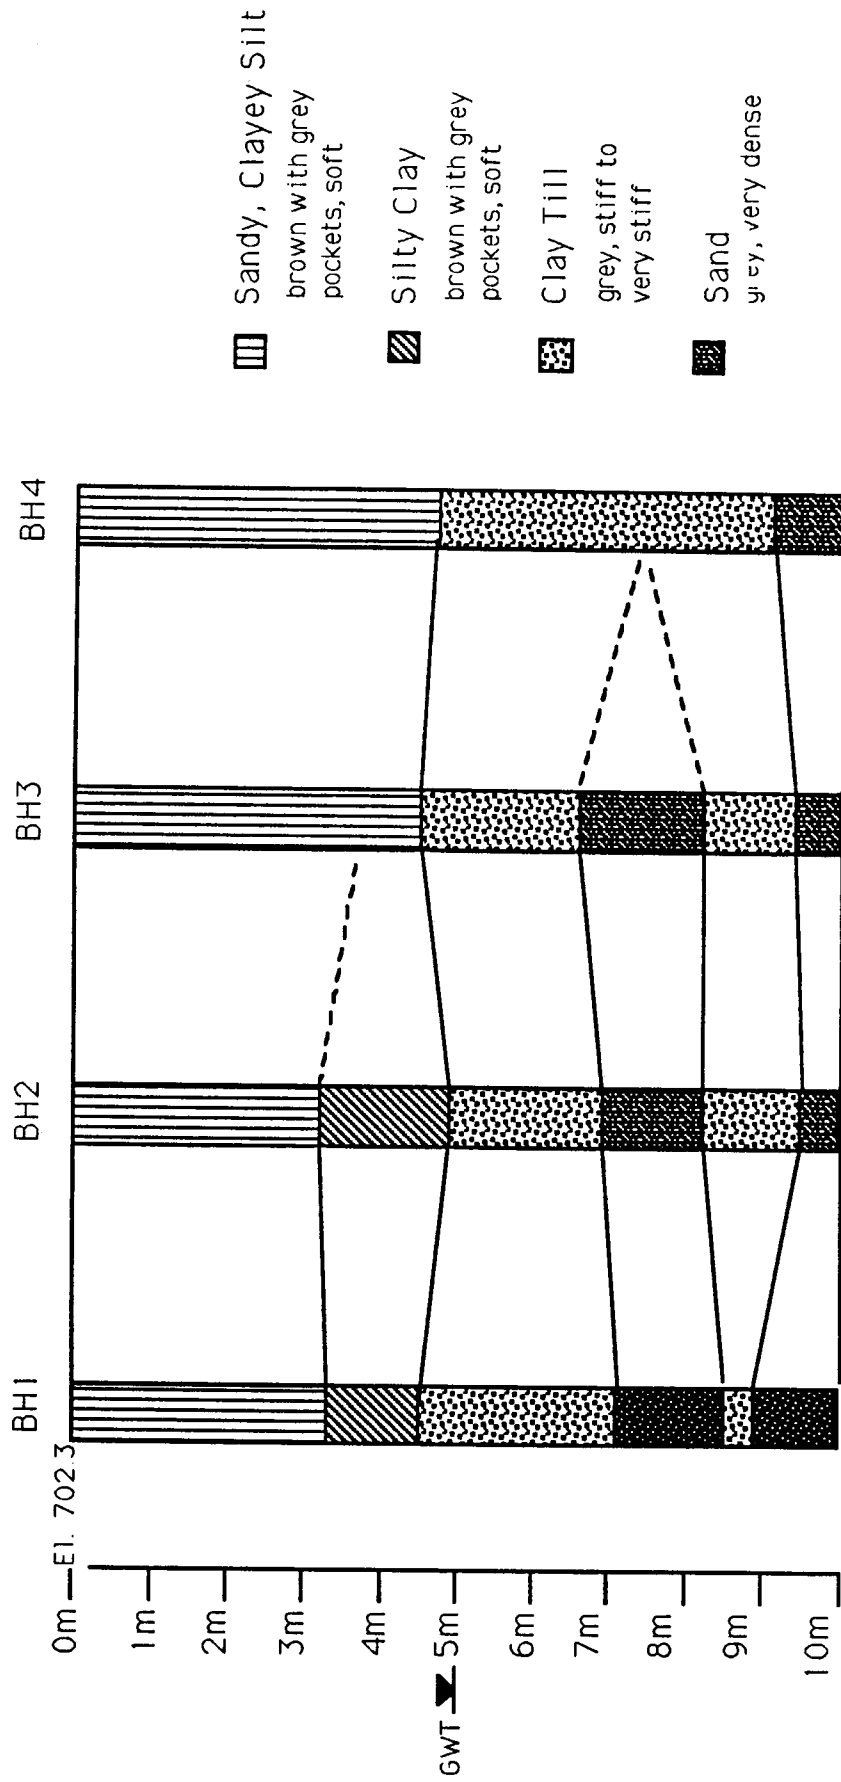 BH1
BH2
BH3
BH4
El. 702.3
0m
1m
2m
3m
4m
5m
6m
7m
8m
9m
10m
GWT
Sandy, Clayey Silt
brown with grey
pockets, soft
Silty Clay
brown with grey
pockets, soft
Clay Till
grey, stiff to
very stiff
Sand
grey, very dense